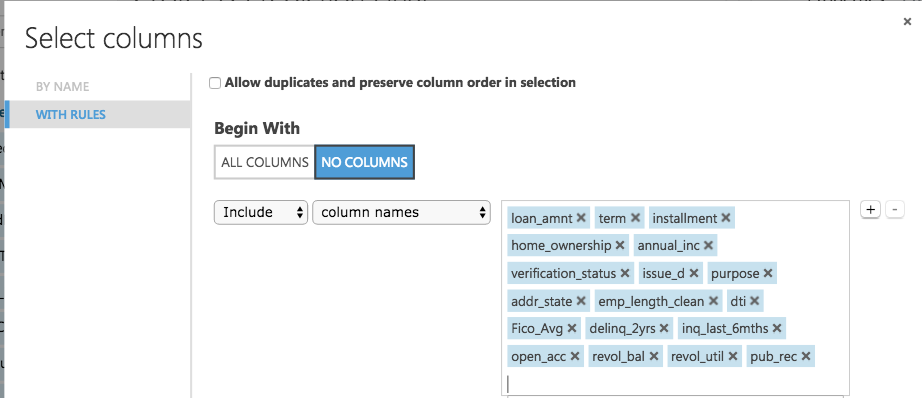 ×
Select columns
BY NAME
WITH RULES
Allow duplicates and preserve column order in selection
Begin With
ALL COLUMNS NO COLUMNS
Include column names + -
loan_amnt × term × installment ×
home_ownership × annual_inc ×
verification_status × issue_d × purpose ×
addr_state × emp_length_clean × dti ×
Fico_Avg × delinq_2yrs × inq_last_6mths ×
open_acc × revol_bal × revol_util × pub_rec ×